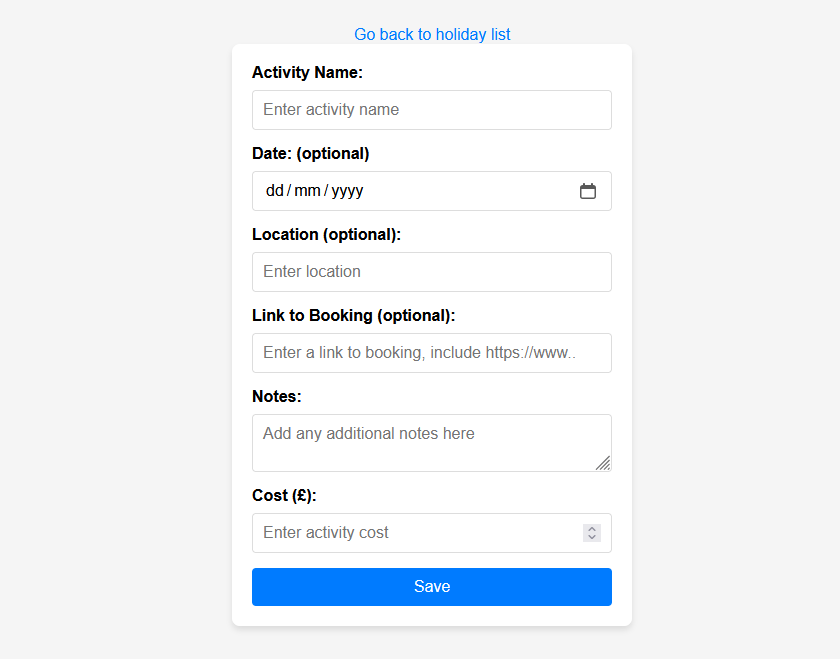 Go back to holiday list
Activity Name:
Enter activity name
Date: (optional)
dd/mm/yyyy
Location (optional):
Enter location
Link to Booking (optional):
Enter a link to booking, include https://www..
Notes:
Add any additional notes here
Cost (£):
Enter activity cost
Save